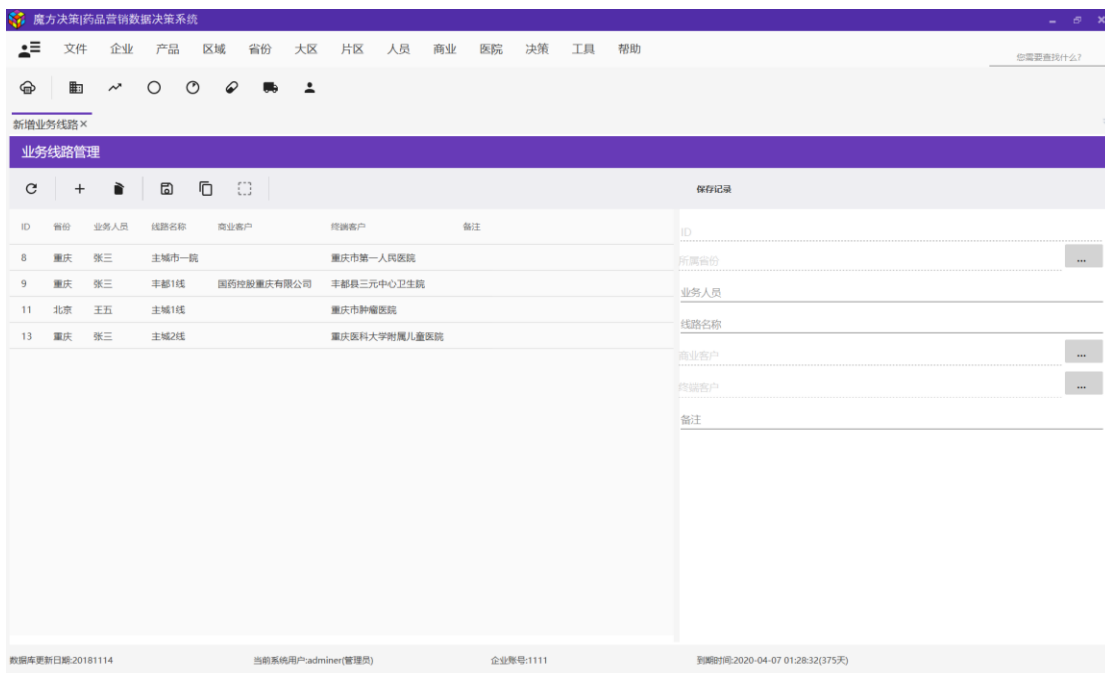 魔方决策|药品营销数据决策系统
文件 企业 产品 区域 省份 大区 片区 人员 商业 医院 决策 工具 帮助
您需要查找什么?
新增业务线路×
业务线路管理
保存记录
ID 省份 业务人员 线路名称 商业客户 终端客户 备注
8 重庆 张三 主城市一院 重庆市第一人民医院
9 重庆 张三 丰都1线 国药控股重庆有限公司 丰都县三元中心卫生院
11 北京 王五 主城1线 重庆市肿瘤医院
13 重庆 张三 主城2线 重庆医科大学附属儿童医院
ID
所属省份 ...
业务人员
线路名称
商业客户 ...
终端客户 ...
备注
数据库更新日期:20181114 当前系统用户:adminer(管理员) 企业账号:1111 到期时间:2020-04-07 01:28:32(375天)